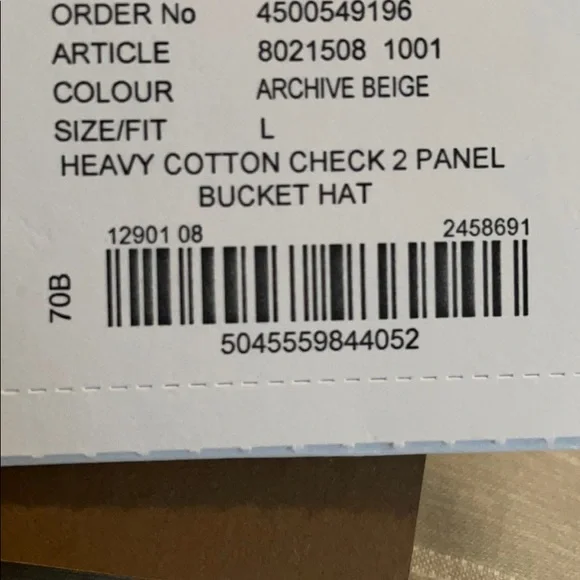 ORDER No 4500549196
ARTICLE 8021508 1001
COLOUR ARCHIVE BEIGE
SIZE/FIT L
HEAVY COTTON CHECK 2 PANEL
BUCKET HAT
12901 08 2458691
70B
5045559844052